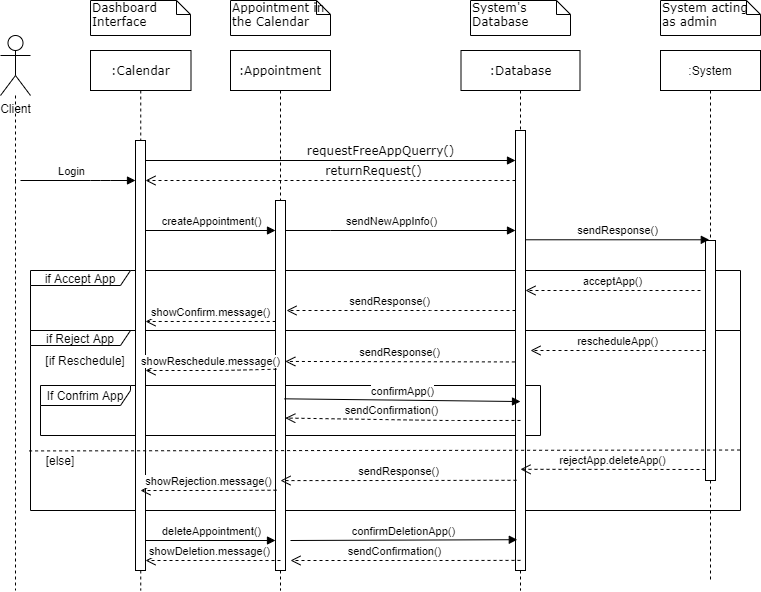 Dashboard
Interface
Appointment in
the Calendar
System's
Database
System acting
as admin
:Calendar
:Appointment
:Database
:System
Client
requestFreeAppQuerry()
Login
returnRequest()
createAppointment()
sendNewAppInfo()
sendResponse()
if Accept App
acceptApp()
sendResponse()
showConfirm.message()
if Reject App
rescheduleApp()
[if Reschedule]
showReschedule.message()
sendResponse()
If Confrim App
confirmApp()
sendConfirmation()
[else]
rejectApp.deleteApp()
sendResponse()
showRejection.message()
deleteAppointment()
confirmDeletionApp()
showDeletion.message()
sendConfirmation()